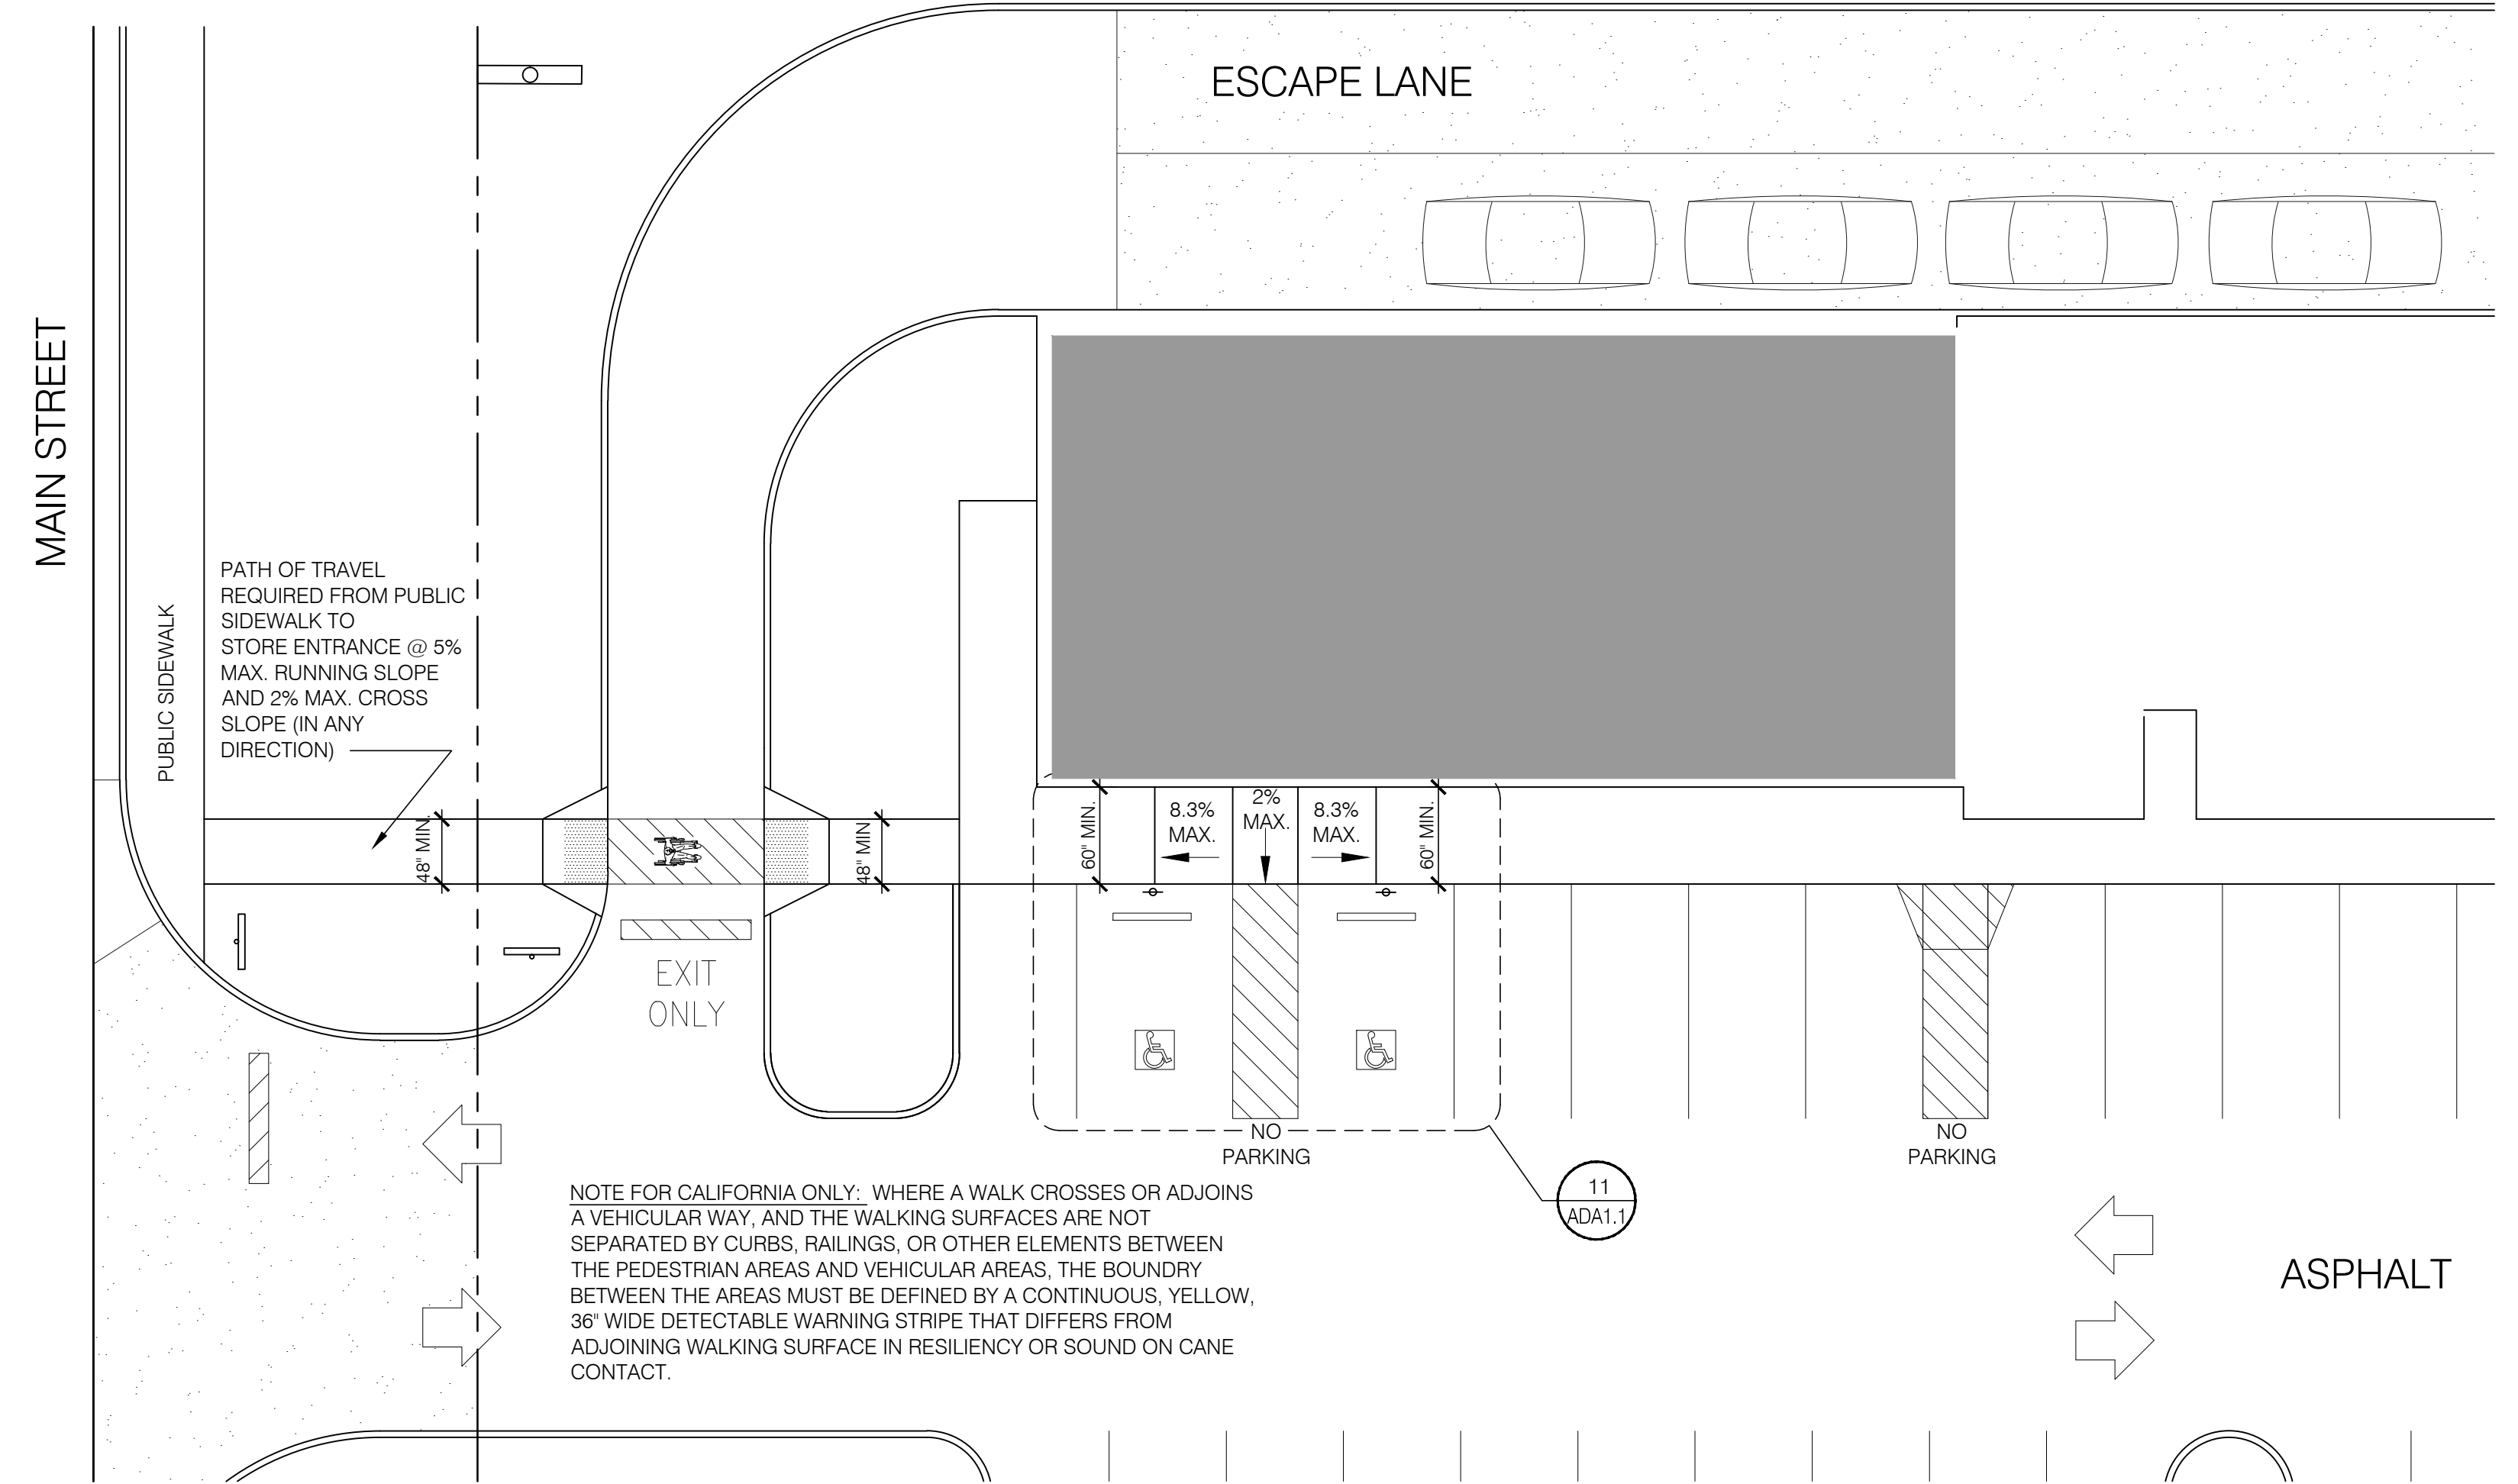 ESCAPE LANE
MAIN STREET
PUBLIC SIDEWALK
PATH OF TRAVEL
REQUIRED FROM PUBLIC
SIDEWALK TO
STORE ENTRANCE @ 5%
MAX. RUNNING SLOPE
AND 2% MAX. CROSS
SLOPE (IN ANY
DIRECTION)
48" MIN.
48" MIN.
60" MIN.
8.3%
MAX.
2%
MAX.
8.3%
MAX.
60" MIN.
EXIT
ONLY
NO
PARKING
NO
PARKING
11
ADA1.1
NOTE FOR CALIFORNIA ONLY: WHERE A WALK CROSSES OR ADJOINS
A VEHICULAR WAY, AND THE WALKING SURFACES ARE NOT
SEPARATED BY CURBS, RAILINGS, OR OTHER ELEMENTS BETWEEN
THE PEDESTRIAN AREAS AND VEHICULAR AREAS, THE BOUNDRY
BETWEEN THE AREAS MUST BE DEFINED BY A CONTINUOUS, YELLOW,
36" WIDE DETECTABLE WARNING STRIPE THAT DIFFERS FROM
ADJOINING WALKING SURFACE IN RESILIENCY OR SOUND ON CANE
CONTACT.
ASPHALT